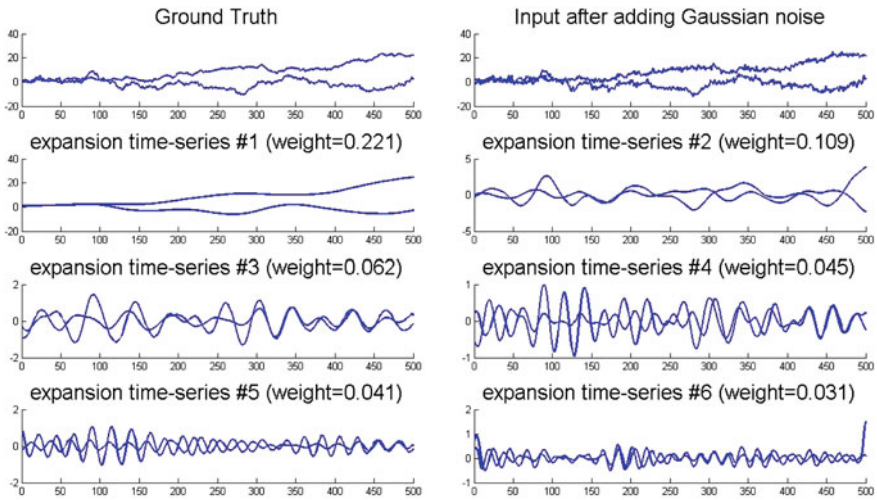 Ground Truth
Input after adding Gaussian noise
40
20
0
-20
0 50 100 150 200 250 300 350 400 450 500
40
20
0
-20
0 50 100 150 200 250 300 350 400 450 500
expansion time-series #1 (weight=0.221)
expansion time-series #2 (weight=0.109)
40
20
0
-20
0 50 100 150 200 250 300 350 400 450 500
5
0
-5
0 50 100 150 200 250 300 350 400 450 500
expansion time-series #3 (weight=0.062)
expansion time-series #4 (weight=0.045)
2
0
-2
0 50 100 150 200 250 300 350 400 450 500
1
0
-1
0 50 100 150 200 250 300 350 400 450 500
expansion time-series #5 (weight=0.041)
expansion time-series #6 (weight=0.031)
2
1
0
-1
-2
0 50 100 150 200 250 300 350 400 450 500
2
1
0
-1
0 50 100 150 200 250 300 350 400 450 500